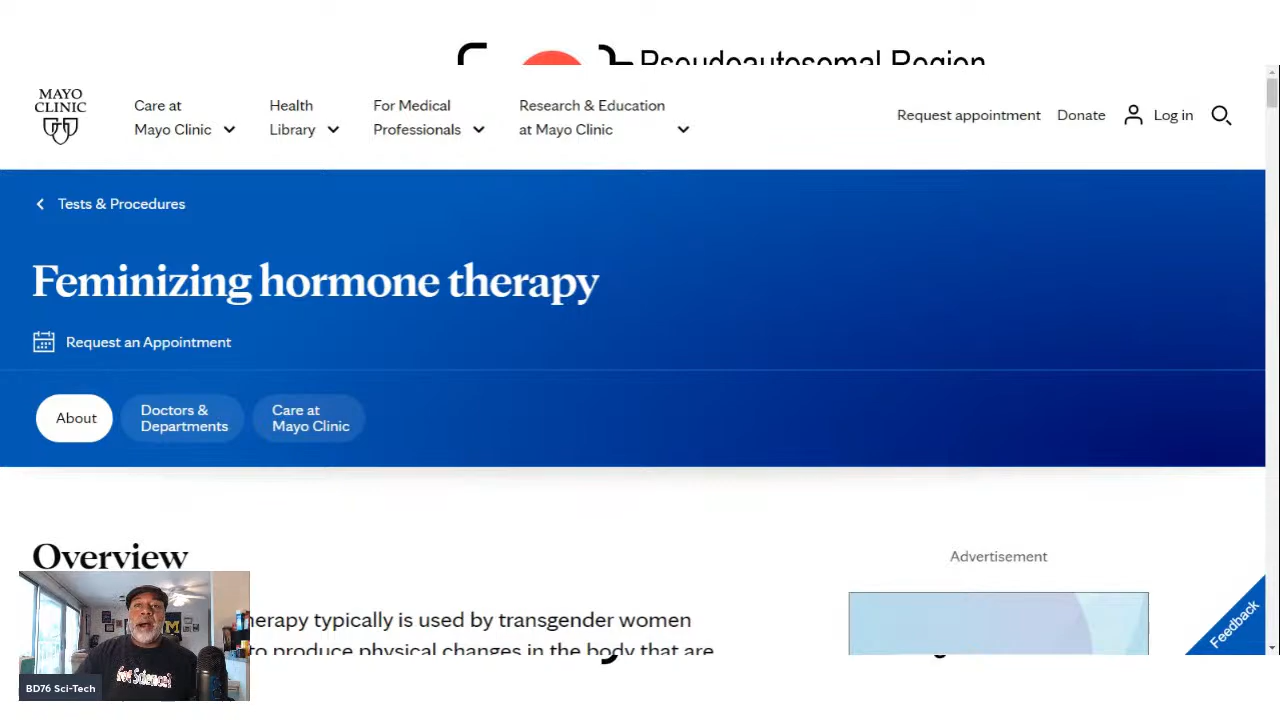 Pseudoautosomal Region
MAYO
CLINIC
Care at
Mayo Clinic
Health
Library
For Medical
Professionals
Research & Education
at Mayo Clinic
Request appointment
Donate
Log in
Tests & Procedures
Feminizing hormone therapy
Request an Appointment
About
Doctors &
Departments
Care at
Mayo Clinic
Overview
Advertisement
herapy typically is used by transgender women
to produce physical changes in the body that are
Feedback
M
Got Science?
BD76 Sci-Tech